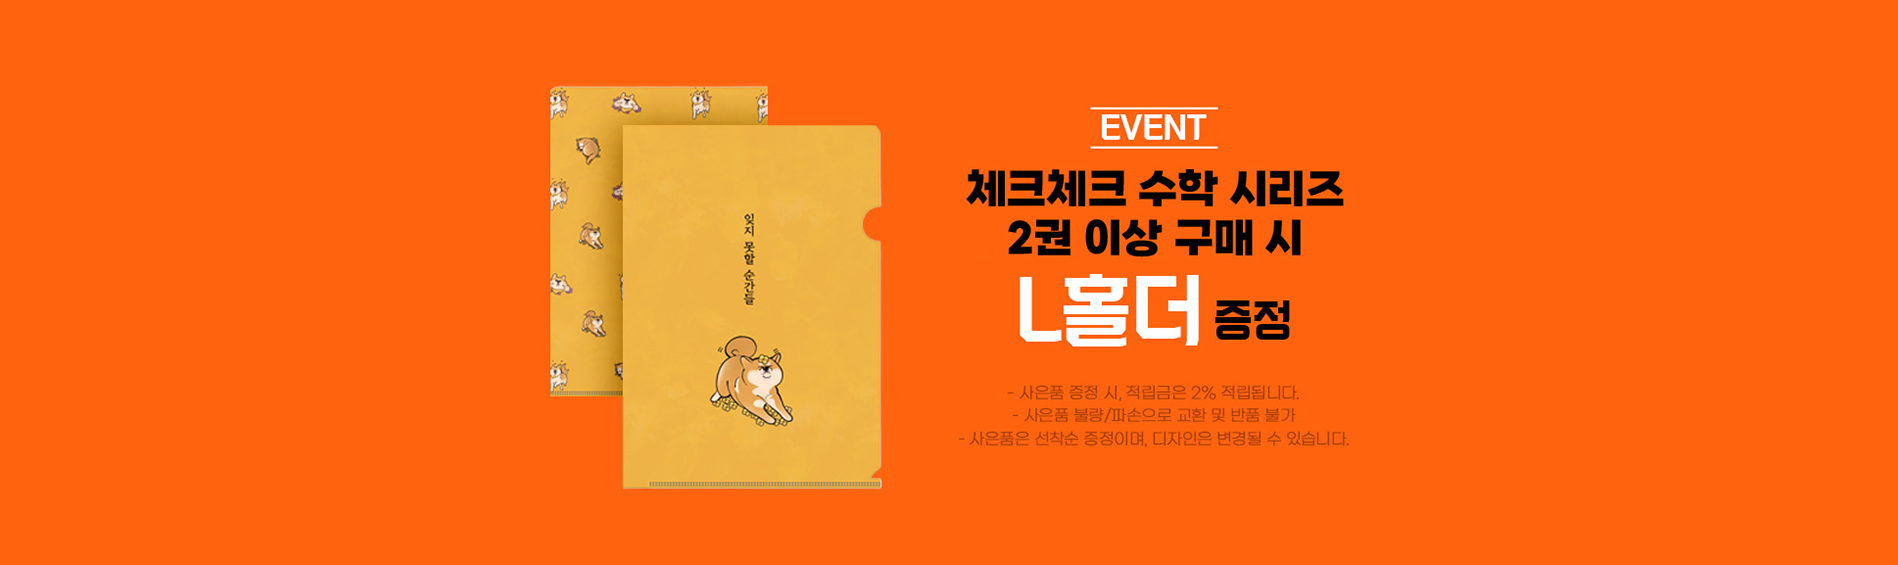 잊지 못할 순간들
EVENT
체크체크 수학 시리즈
2권 이상 구매 시
L홀더 증정
- 사은품 증정 시, 적립금은 2% 적립됩니다.
- 사은품 불량/파손으로 교환 및 반품 불가
- 사은품은 선착순 증정이며, 디자인은 변경될 수 있습니다.